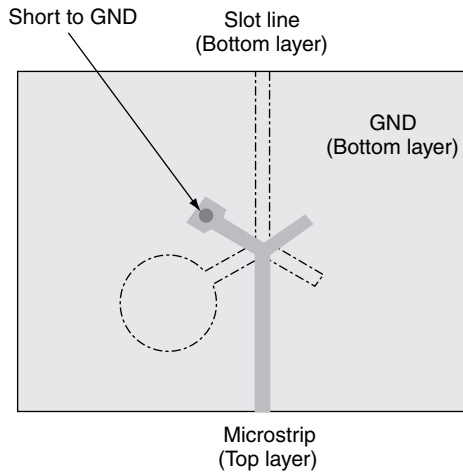 Short to GND
Slot line
(Bottom layer)
GND
(Bottom layer)
Microstrip
(Top layer)